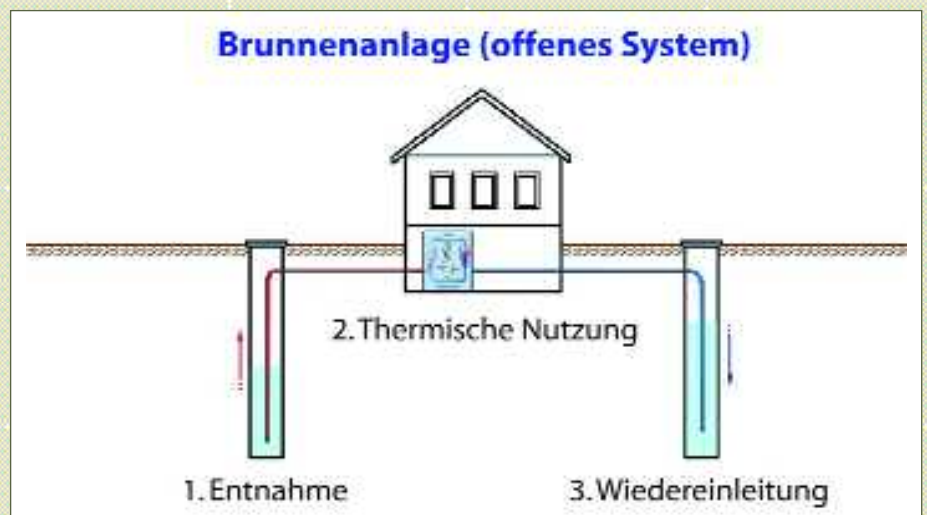 Brunnenanlage (offenes System)
2. Thermische Nutzung
1. Entnahme
3. Wiedereinleitung